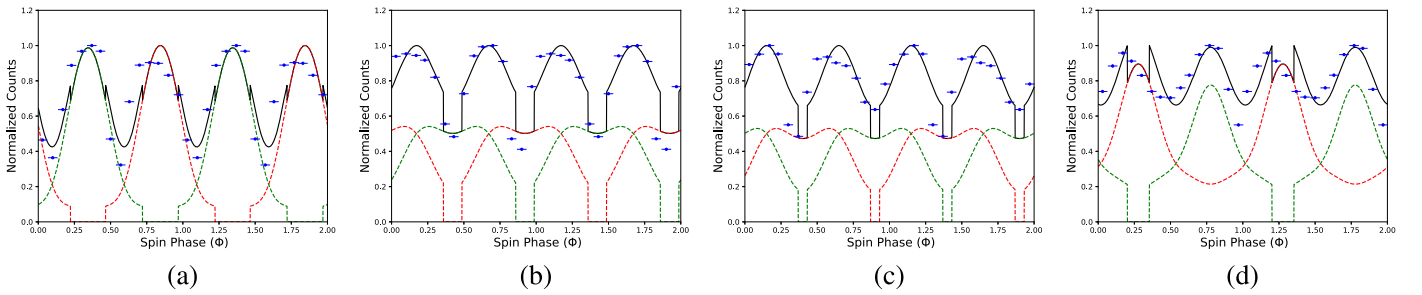 1.2 1.2 1.2 1.2
1.0 1.0 1.0 1.0
0.8 0.8 0.8 0.8
0.6 0.6 0.6 0.6
0.4 0.4 0.4 0.4
0.2 0.2 0.2 0.2
0.0 0.0 0.0 0.0
Normalized Counts Normalized Counts Normalized Counts Normalized Counts
0.00 0.25 0.50 0.75 1.00 1.25 1.50 1.75 2.00 0.00 0.25 0.50 0.75 1.00 1.25 1.50 1.75 2.00 0.00 0.25 0.50 0.75 1.00 1.25 1.50 1.75 2.00 0.00 0.25 0.50 0.75 1.00 1.25 1.50 1.75 2.00
Spin Phase (Φ) Spin Phase (Φ) Spin Phase (Φ) Spin Phase (Φ)
(a) (b) (c) (d)